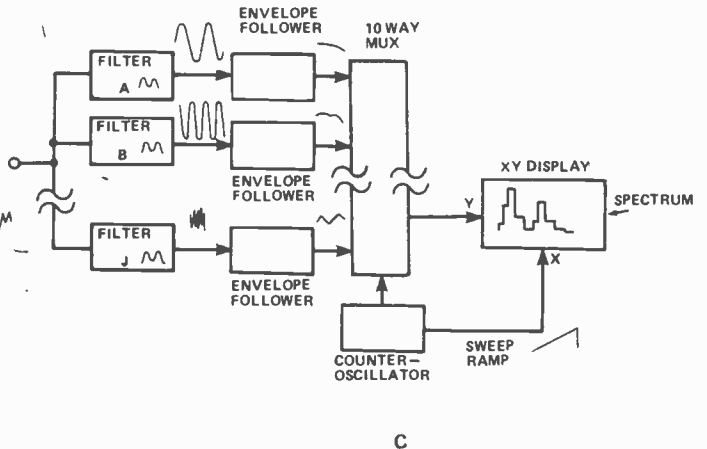 ENVELOPE
FOLLOWER
10 WAY
MUX
FILTER
A
FILTER
B
ENVELOPE
FOLLOWER
XY DISPLAY
Y
SPECTRUM
X
FILTER
J
ENVELOPE
FOLLOWER
COUNTER-
OSCILLATOR
SWEEP
RAMP
C